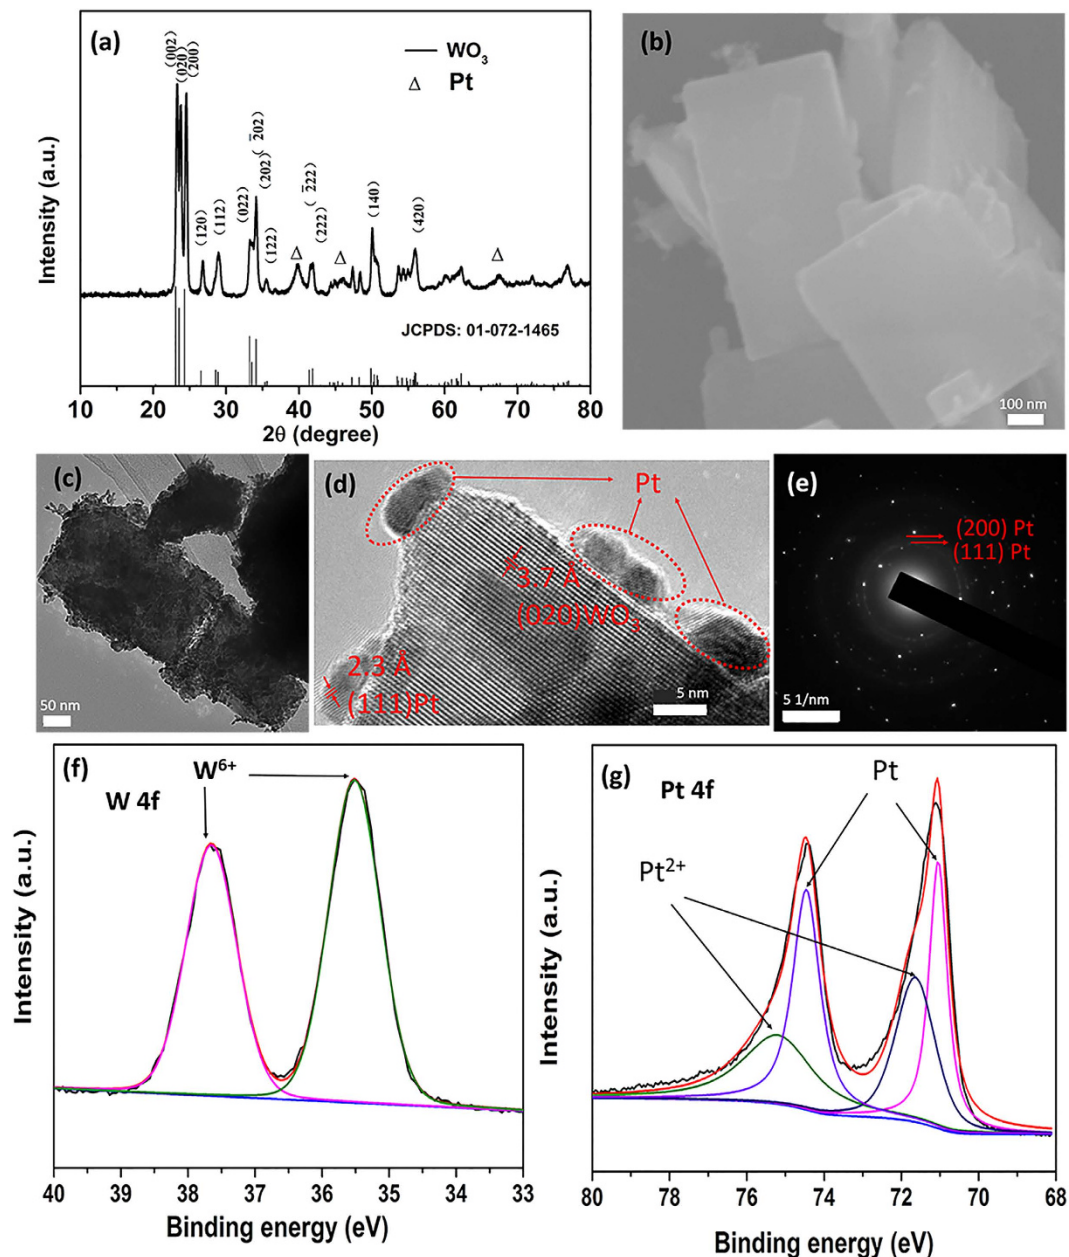 (a)
Intensity (a.u.)
(002)
(020)
(200)
(120)
(112)
(022)
(2̄02)
(202)
(122)
(2̄22)
(222)
(140)
(420)
WO₃
Δ Pt
Δ
Δ
Δ
JCPDS: 01-072-1465
10 20 30 40 50 60 70 80
2θ (degree)
(b)
100 nm
(c)
50 nm
(d)
Pt
3.7 Å
(020)WO₃
2.3 Å
(111)Pt
5 nm
(e)
(200) Pt
(111) Pt
5 1/nm
(f)
W⁶⁺
W 4f
Intensity (a.u.)
40 39 38 37 36 35 34 33
Binding energy (eV)
(g)
Pt 4f
Pt
Pt²⁺
Intensity (a.u.)
80 78 76 74 72 70 68
Binding energy (eV)